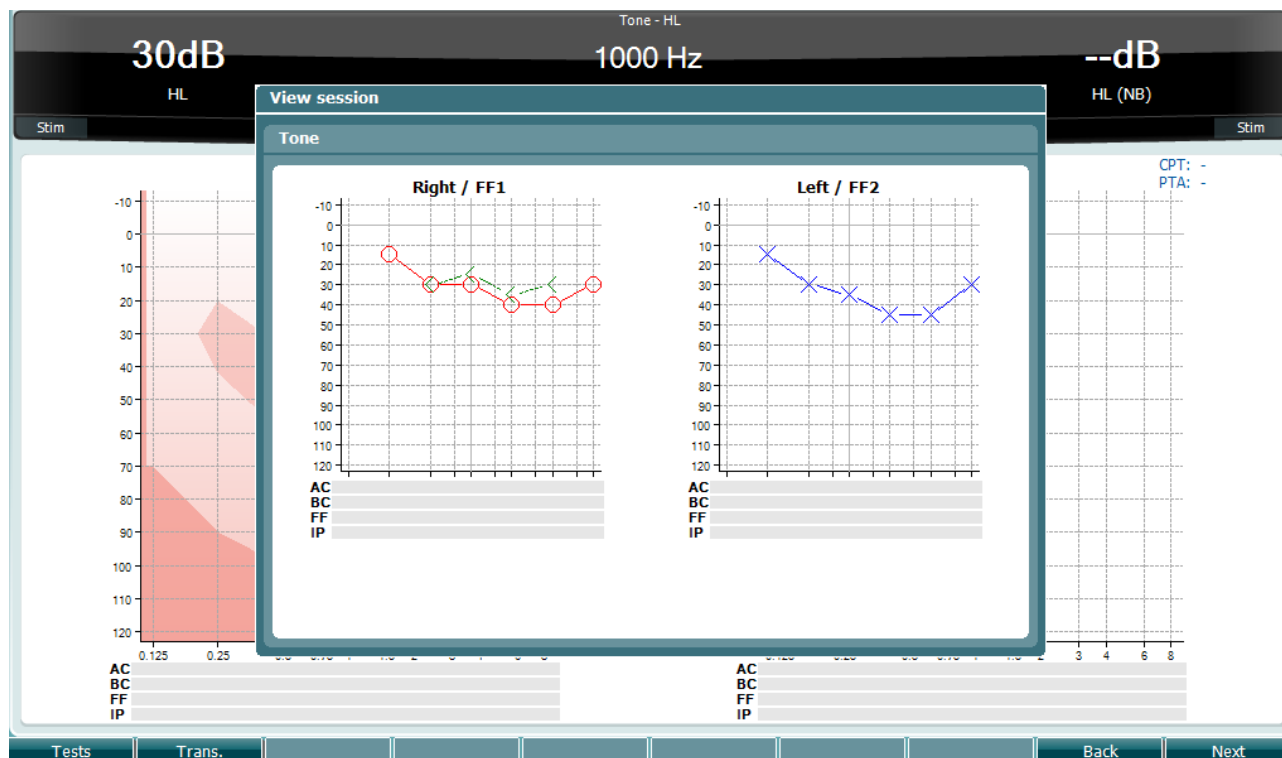 Tone - HL
30dB
1000 Hz
--dB
HL
HL (NB)
Stim
Stim
View session
Tone
CPT: -
PTA: -
Right / FF1
Left / FF2
-10
0
10
20
30
40
50
60
70
80
90
100
110
120
-10
0
10
20
30
40
50
60
70
80
90
100
110
120
-10
0
10
20
30
40
50
60
70
80
90
100
110
120
AC
BC
FF
IP
AC
BC
FF
IP
0.125 0.25
3 4 6 8
AC
BC
FF
IP
AC
BC
FF
IP
Tests Trans. Back Next